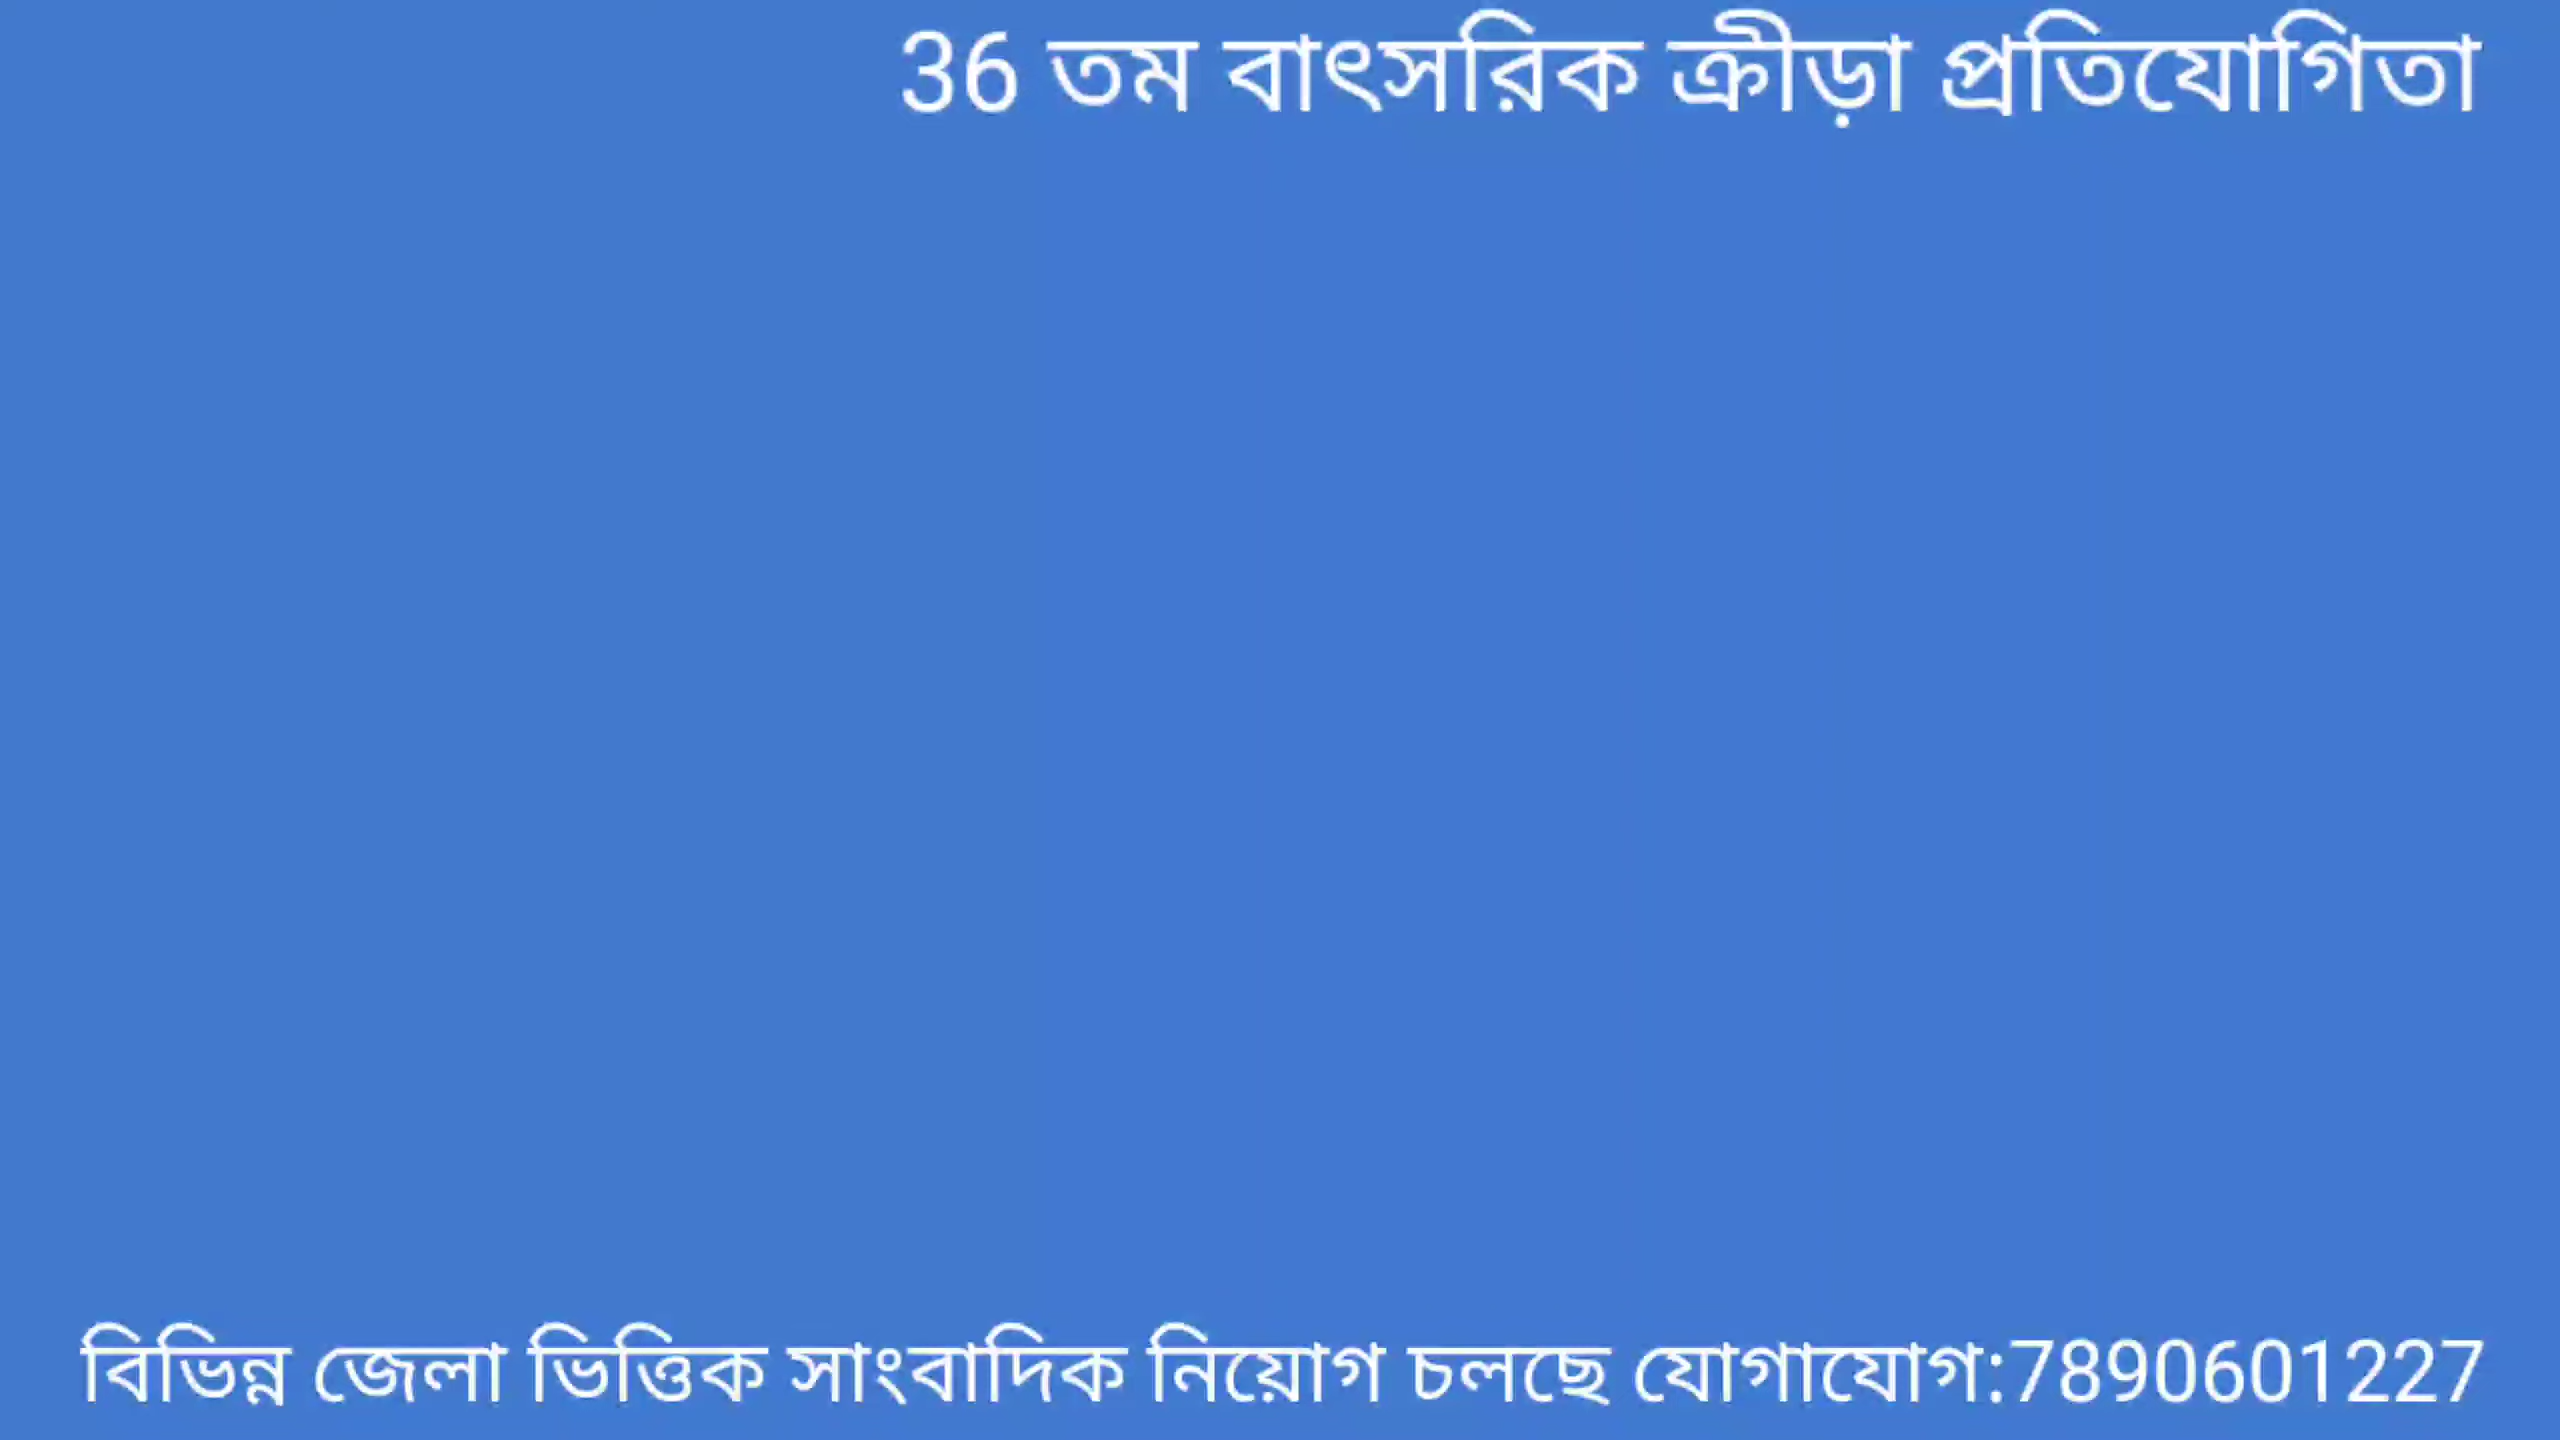 36 তম বাৎসরিক ক্রীড়া প্রতিযোগিতা
বিভিন্ন জেলা ভিত্তিক সাংবাদিক নিয়োগ চলছে যোগাযোগ:7890601227